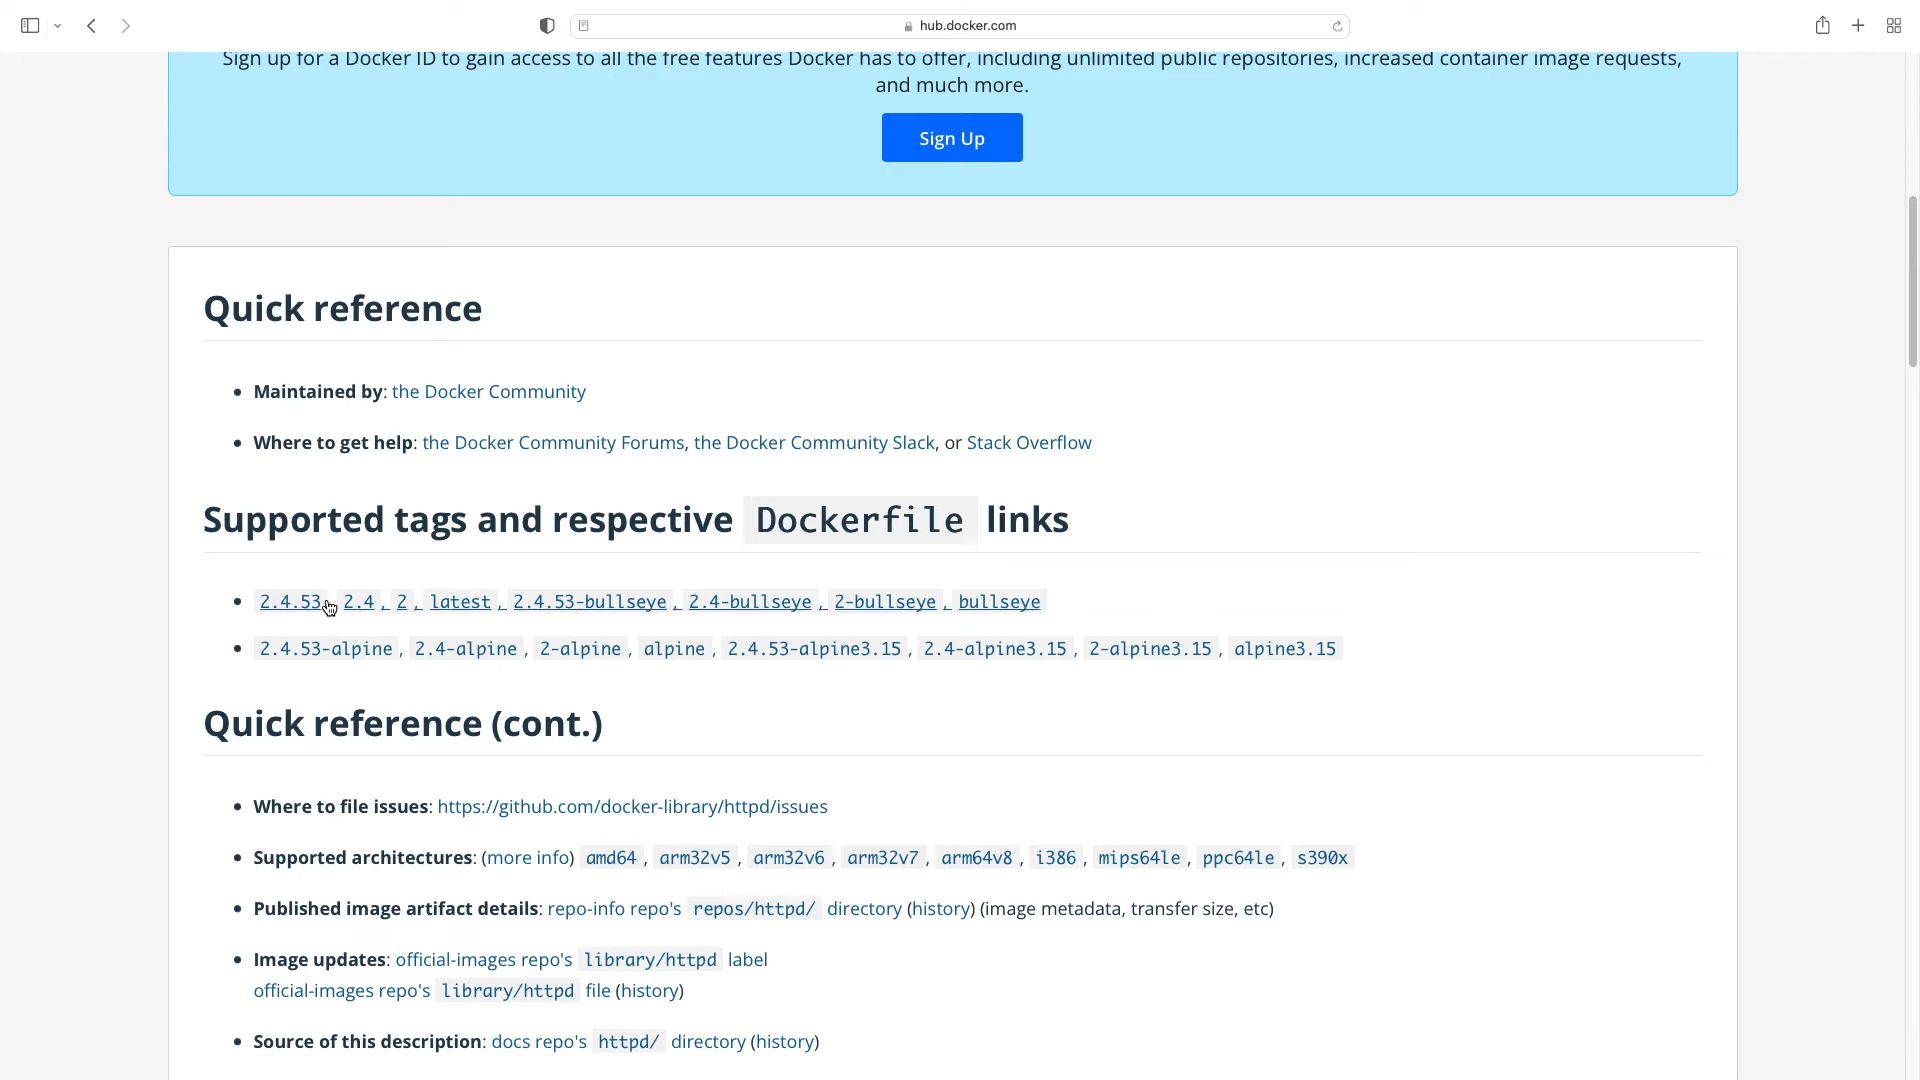 hub.docker.com
Sign up for a Docker ID to gain access to all the free features Docker has to offer, including unlimited public repositories, increased container image requests,
and much more.
Sign Up
Quick reference
Maintained by: the Docker Community
Where to get help: the Docker Community Forums, the Docker Community Slack, or Stack Overflow
Supported tags and respective Dockerfile links
2.4.53, 2.4, 2, latest, 2.4.53-bullseye, 2.4-bullseye, 2-bullseye, bullseye
2.4.53-alpine, 2.4-alpine, 2-alpine, alpine, 2.4.53-alpine3.15, 2.4-alpine3.15, 2-alpine3.15, alpine3.15
Quick reference (cont.)
Where to file issues: https://github.com/docker-library/httpd/issues
Supported architectures: (more info) amd64, arm32v5, arm32v6, arm32v7, arm64v8, i386, mips64le, ppc64le, s390x
Published image artifact details: repo-info repo's repos/httpd/ directory (history) (image metadata, transfer size, etc)
Image updates: official-images repo's library/httpd label
official-images repo's library/httpd file (history)
Source of this description: docs repo's httpd/ directory (history)